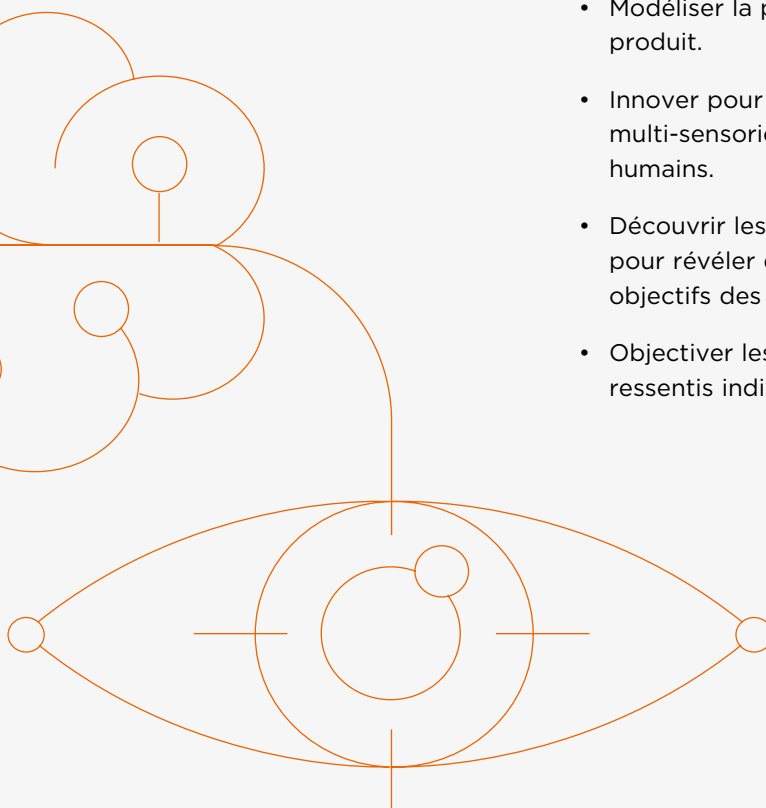 • Modéliser la
produit.
• Innover pour
multi-sensori
humains.
• Découvrir les
pour révéler
objectifs des
• Objectiver les
ressentis indi